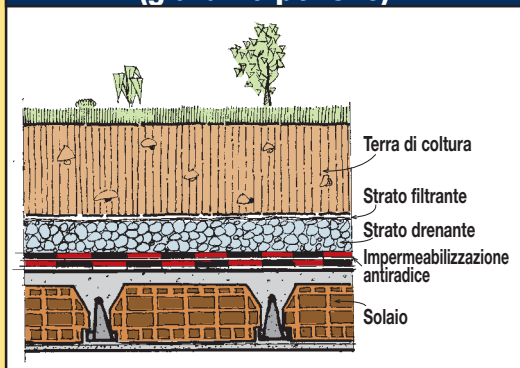 Terra di coltura
Strato filtrante
Strato drenante
Impermeabilizzazione
antiradice
Solaio